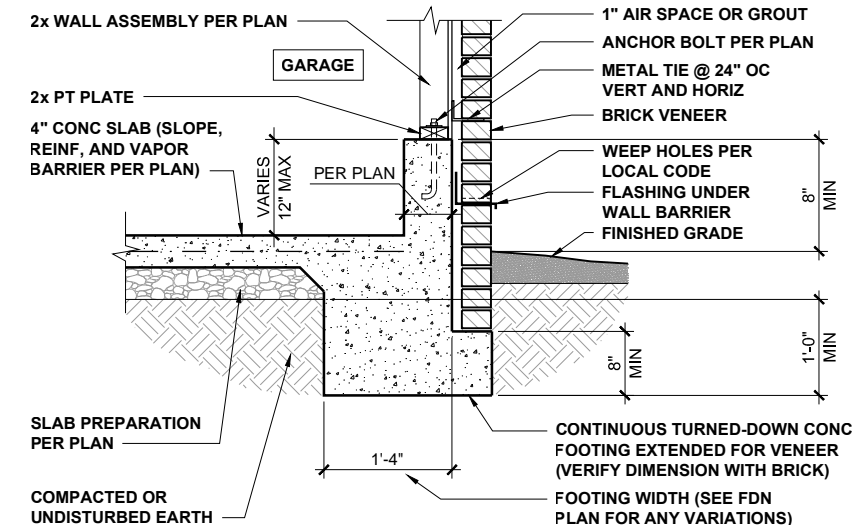 2x WALL ASSEMBLY PER PLAN
GARAGE
2x PT PLATE
4" CONC SLAB (SLOPE,
REINF, AND VAPOR
BARRIER PER PLAN)
VARIES
12" MAX
PER PLAN
1" AIR SPACE OR GROUT
ANCHOR BOLT PER PLAN
METAL TIE @ 24" OC
VERT AND HORIZ
BRICK VENEER
WEEP HOLES PER
LOCAL CODE
FLASHING UNDER
WALL BARRIER
FINISHED GRADE
8"
MIN
1'-0"
MIN
8"
MIN
SLAB PREPARATION
PER PLAN
COMPACTED OR
UNDISTURBED EARTH
1'-4"
CONTINUOUS TURNED-DOWN CONC
FOOTING EXTENDED FOR VENEER
(VERIFY DIMENSION WITH BRICK)
FOOTING WIDTH (SEE FDN
PLAN FOR ANY VARIATIONS)